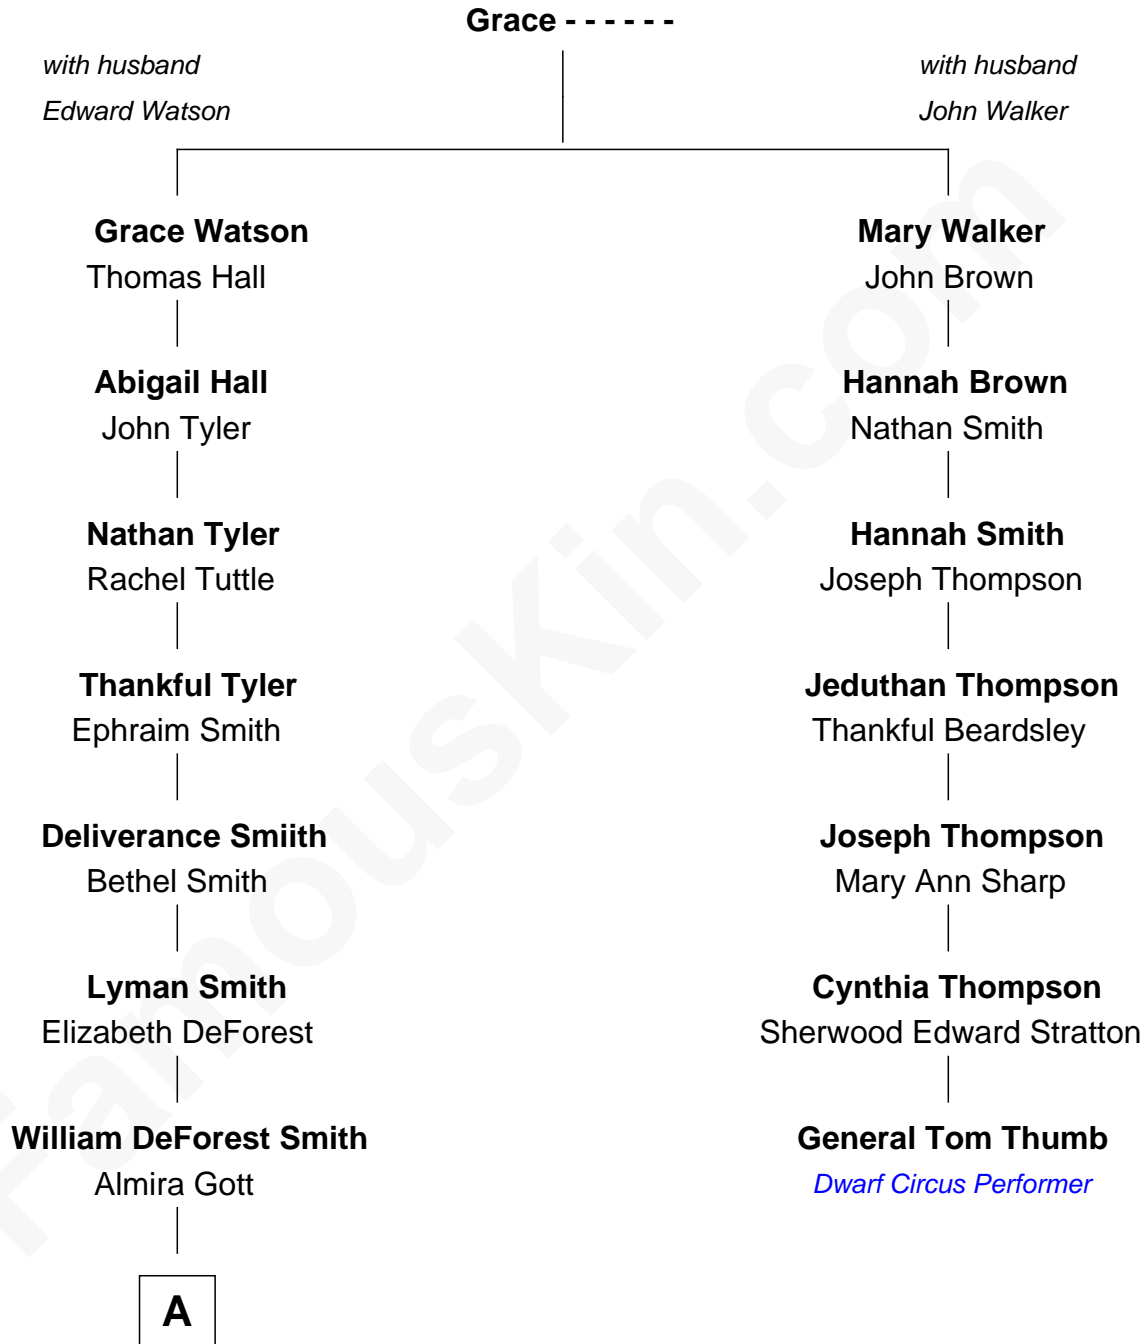 Grace - - - - - -
with husband
Edward Watson
with husband
John Walker
Grace Watson
Thomas Hall
Abigail Hall
John Tyler
Nathan Tyler
Rachel Tuttle
Thankful Tyler
Ephraim Smith
Deliverance Smiith
Bethel Smith
Lyman Smith
Elizabeth DeForest
William DeForest Smith
Almira Gott
A
Mary Walker
John Brown
Hannah Brown
Nathan Smith
Hannah Smith
Joseph Thompson
Jeduthan Thompson
Thankful Beardsley
Joseph Thompson
Mary Ann Sharp
Cynthia Thompson
Sherwood Edward Stratton
General Tom Thumb
Dwarf Circus Performer
FamousKin.com